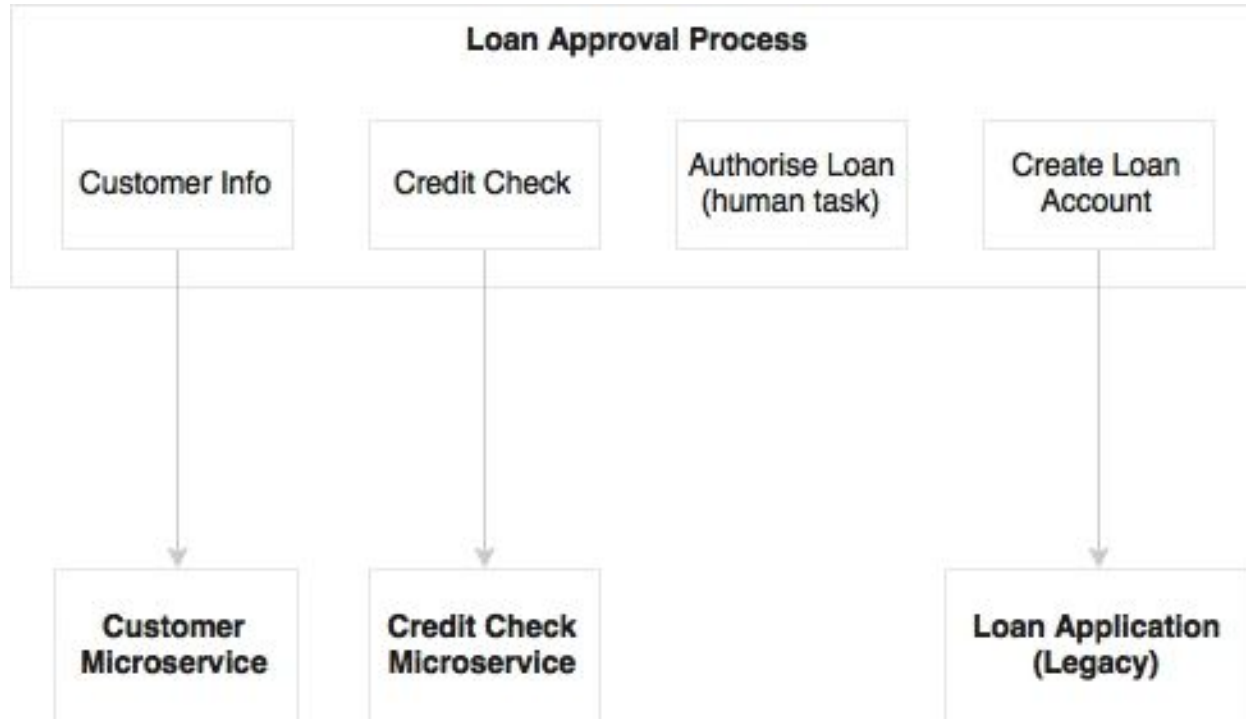 Loan Approval Process
Customer Info
Credit Check
Authorise Loan
(human task)
Create Loan
Account
Customer
Microservice
Credit Check
Microservice
Loan Application
(Legacy)